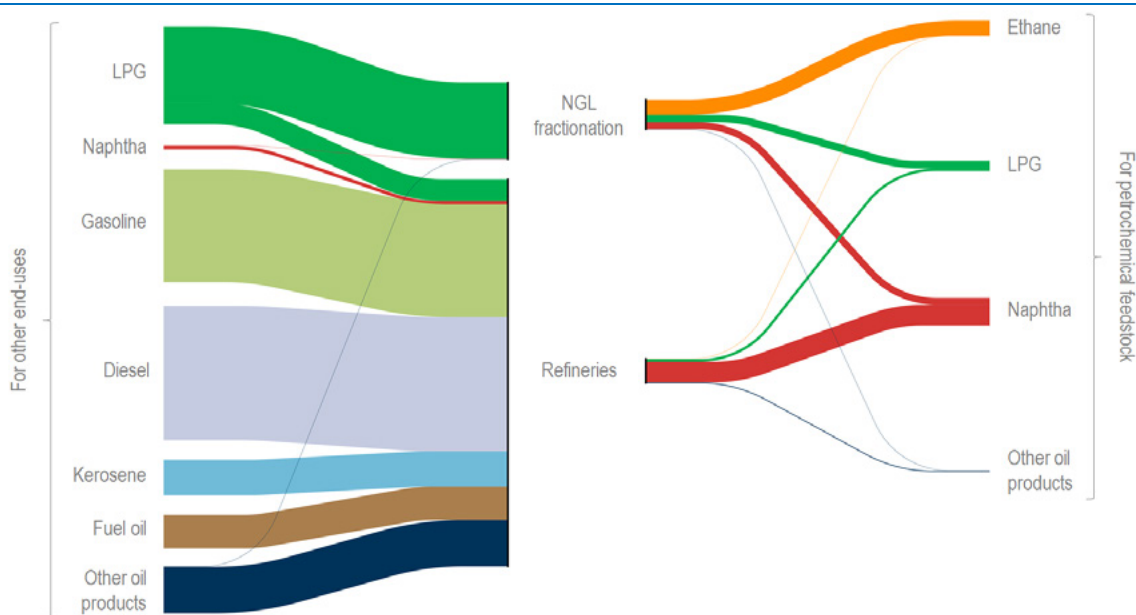 For other end-uses
LPG
Naphtha
Gasoline
Diesel
Kerosene
Fuel oil
Other oil
products
NGL
fractionation
Refineries
Ethane
LPG
Naphtha
Other oil
products
For petrochemical feedstock